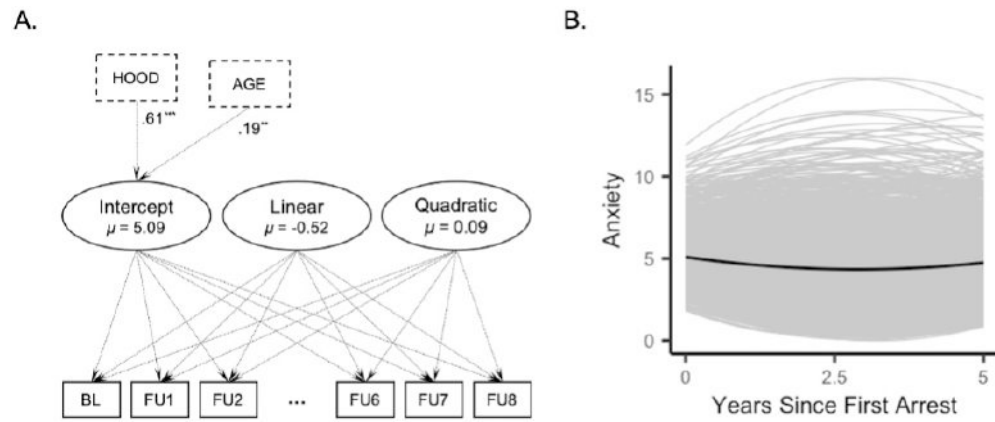 A.
HOOD
AGE
.61***
.19**
Intercept
μ = 5.09
Linear
μ = -0.52
Quadratic
μ = 0.09
BL
FU1
FU2
...
FU6
FU7
FU8
B.
Anxiety
15
10
5
0
0
2.5
5
Years Since First Arrest